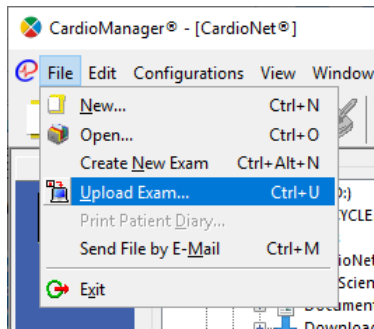 CardioManager® - [CardioNet®]
File Edit Configurations View Window
New... Ctrl+N
Open... Ctrl+O
Create New Exam Ctrl+Alt+N
Upload Exam... Ctrl+U
Print Patient Diary...
Send File by E-Mail Ctrl+M
Exit